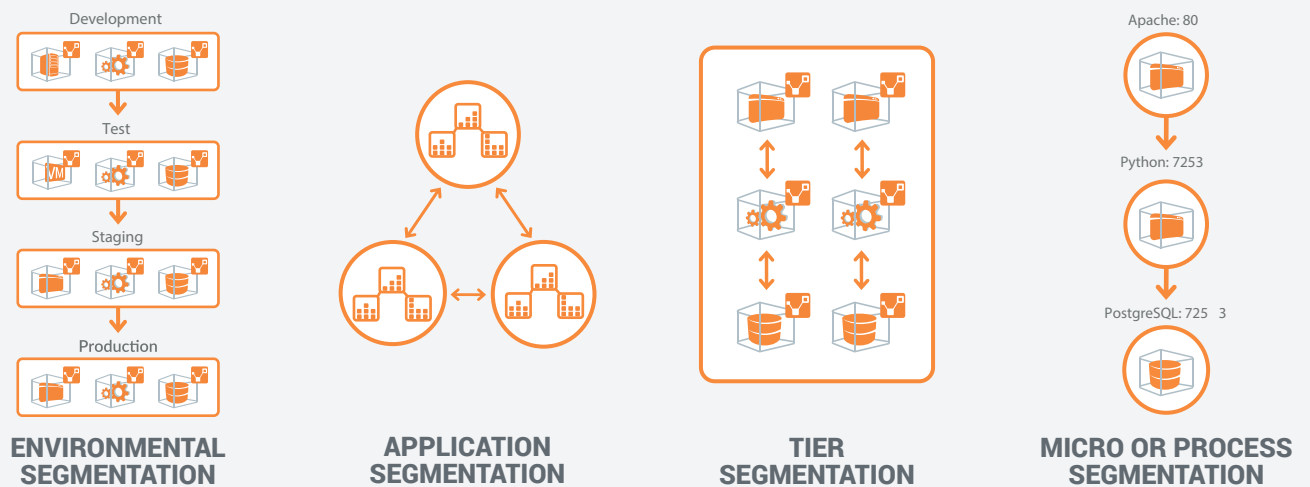 Development
VM
Test
Staging
Production
ENVIRONMENTAL
SEGMENTATION
APPLICATION
SEGMENTATION
TIER
SEGMENTATION
Apache: 80
Python: 7253
PostgreSQL: 725 3
MICRO OR PROCESS
SEGMENTATION